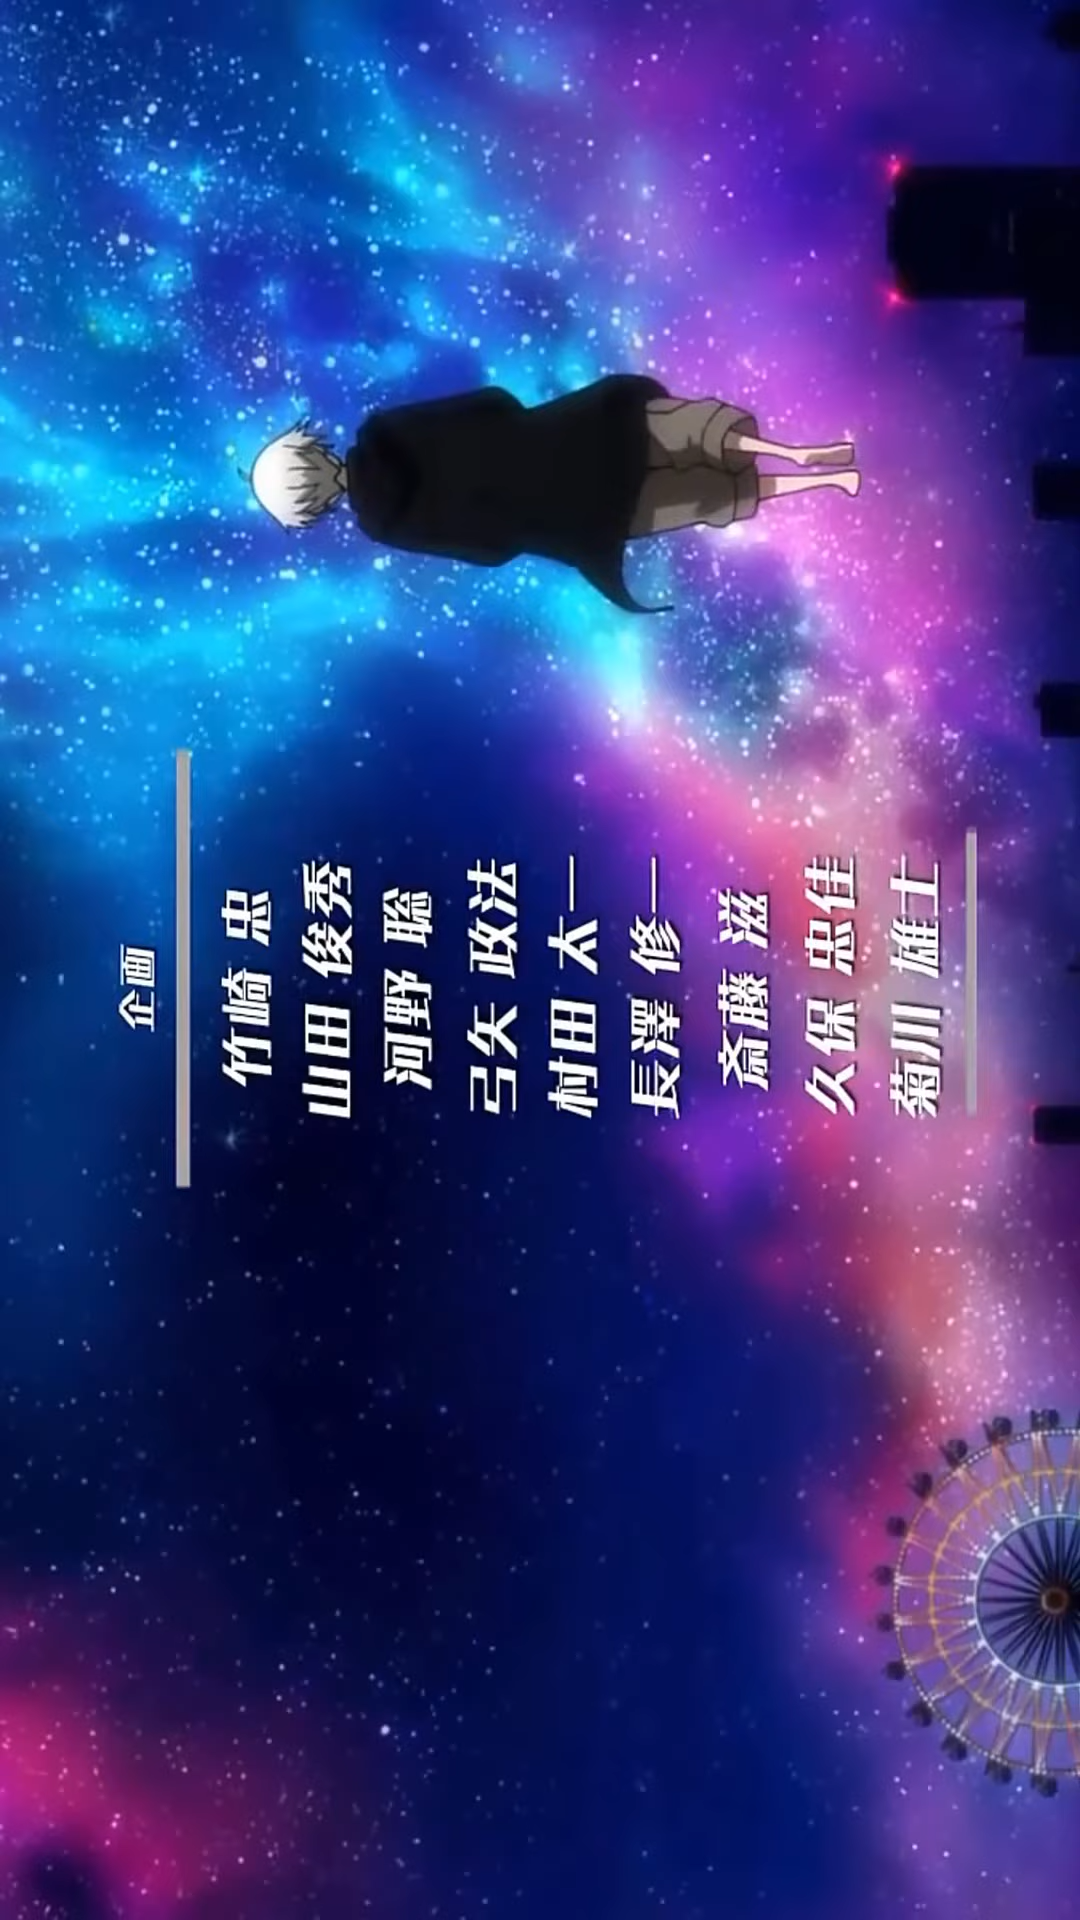 企画
竹崎 忠
山田 俊秀
河野 聡
弓矢 政法
村田 太一
長澤 修一
斎藤 滋
久保 忠佳
菊川 雄士